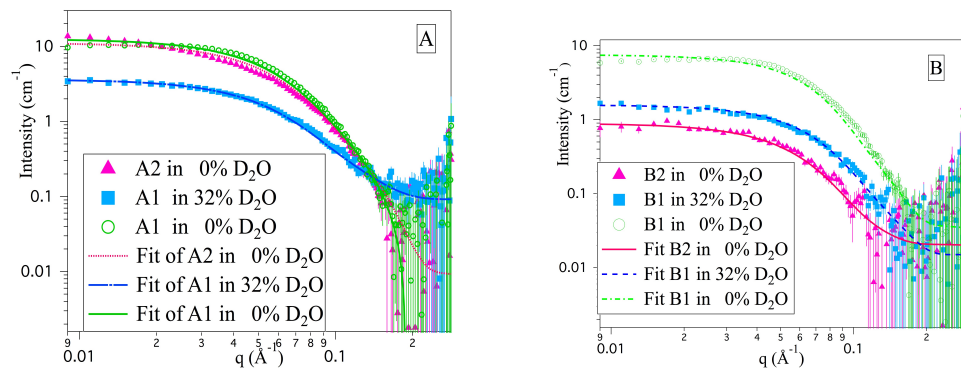 A
Intensity (cm⁻¹)
10
1
0.1
0.01
A2 in 0% D₂O
A1 in 32% D₂O
A1 in 0% D₂O
Fit of A2 in 0% D₂O
Fit of A1 in 32% D₂O
Fit of A1 in 0% D₂O
9 0.01 2 3 4 5 6 7 8 9 0.1 2
q (Å⁻¹)
B
Intensity (cm⁻¹)
10
1
0.1
0.01
B2 in 0% D₂O
B1 in 32% D₂O
B1 in 0% D₂O
Fit B2 in 0% D₂O
Fit B1 in 32% D₂O
Fit B1 in 0% D₂O
9 0.01 2 3 4 5 6 7 8 9 0.1 2
q (Å⁻¹)